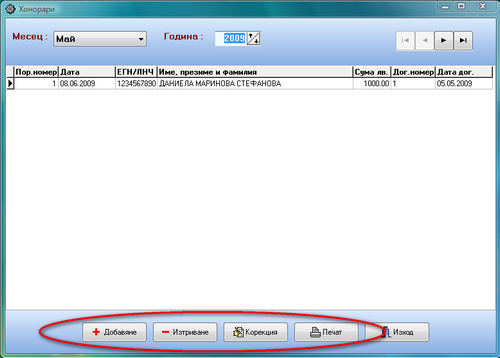 Хонорари
Месец : Май Година : 2009
Пор.номер Дата ЕГН/ЛНЧ Име, презиме и фамилия Сума лв. Дог.номер Дата дог.
1 08.06.2009 1234567890 ДАНИЕЛА МАРИНОВА СТЕФАНОВА 1000.00 1 05.05.2009
Добавяне Изтриване Корекция Печат Изход